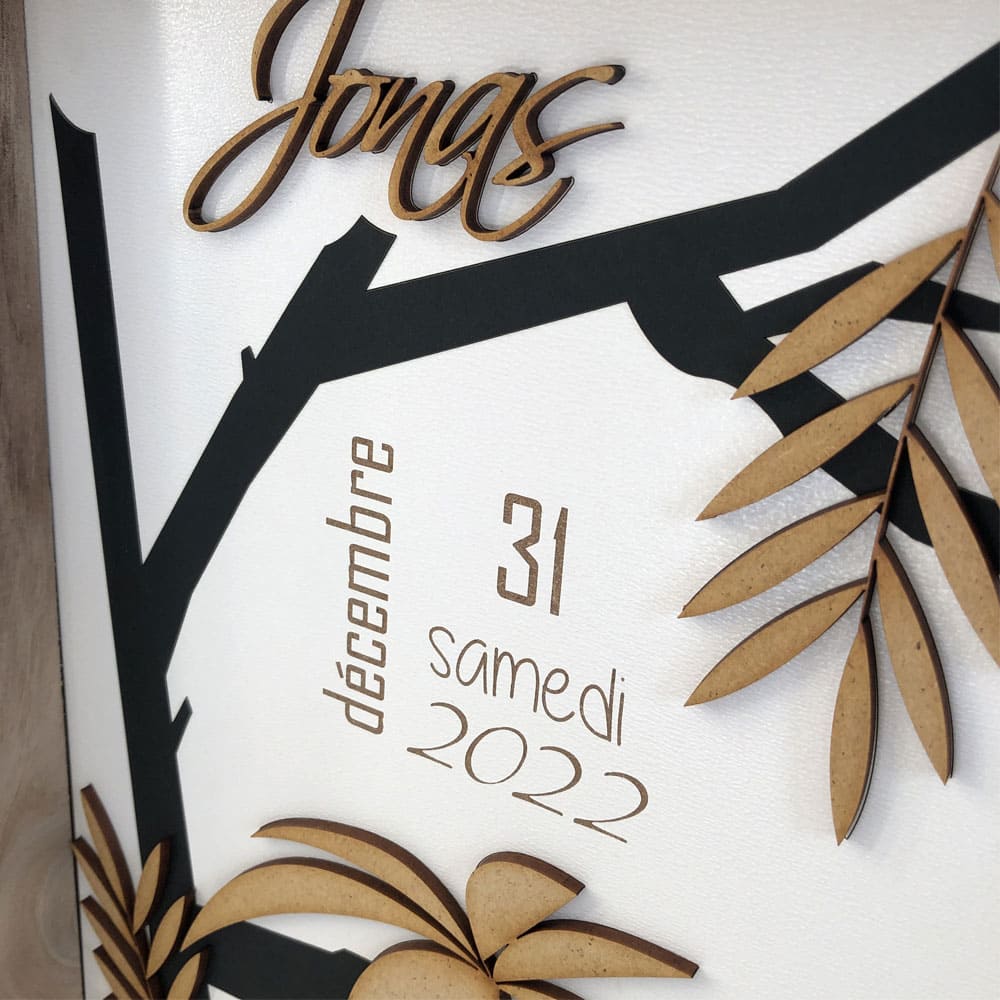 Jonas
décembre
31
samedi
2022